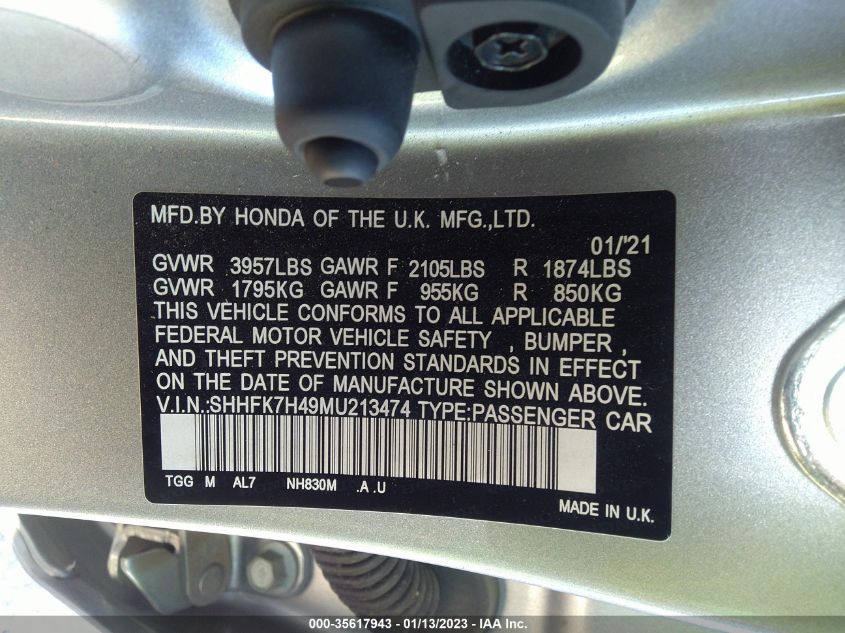 MFD.BY HONDA OF THE U.K. MFG.,LTD.
01/'21
GVWR 3957LBS GAWR F 2105LBS R 1874LBS
GVWR 1795KG GAWR F 955KG R 850KG
THIS VEHICLE CONFORMS TO ALL APPLICABLE
FEDERAL MOTOR VEHICLE SAFETY , BUMPER ,
AND THEFT PREVENTION STANDARDS IN EFFECT
ON THE DATE OF MANUFACTURE SHOWN ABOVE.
V.I.N.:SHHFK7H49MU213474 TYPE:PASSENGER CAR
TGG M AL7 NH830M .A .U
MADE IN U.K.
000-35617943 - 01/13/2023 - IAA Inc.